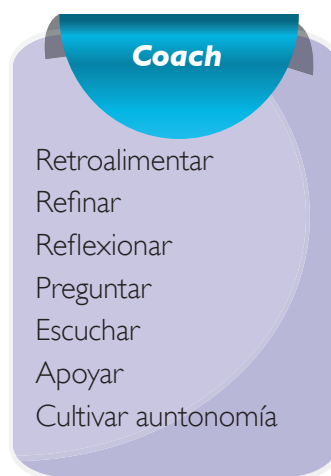 Coach
Retroalimentar
Refinar
Reflexionar
Preguntar
Escuchar
Apoyar
Cultivar auntonomía